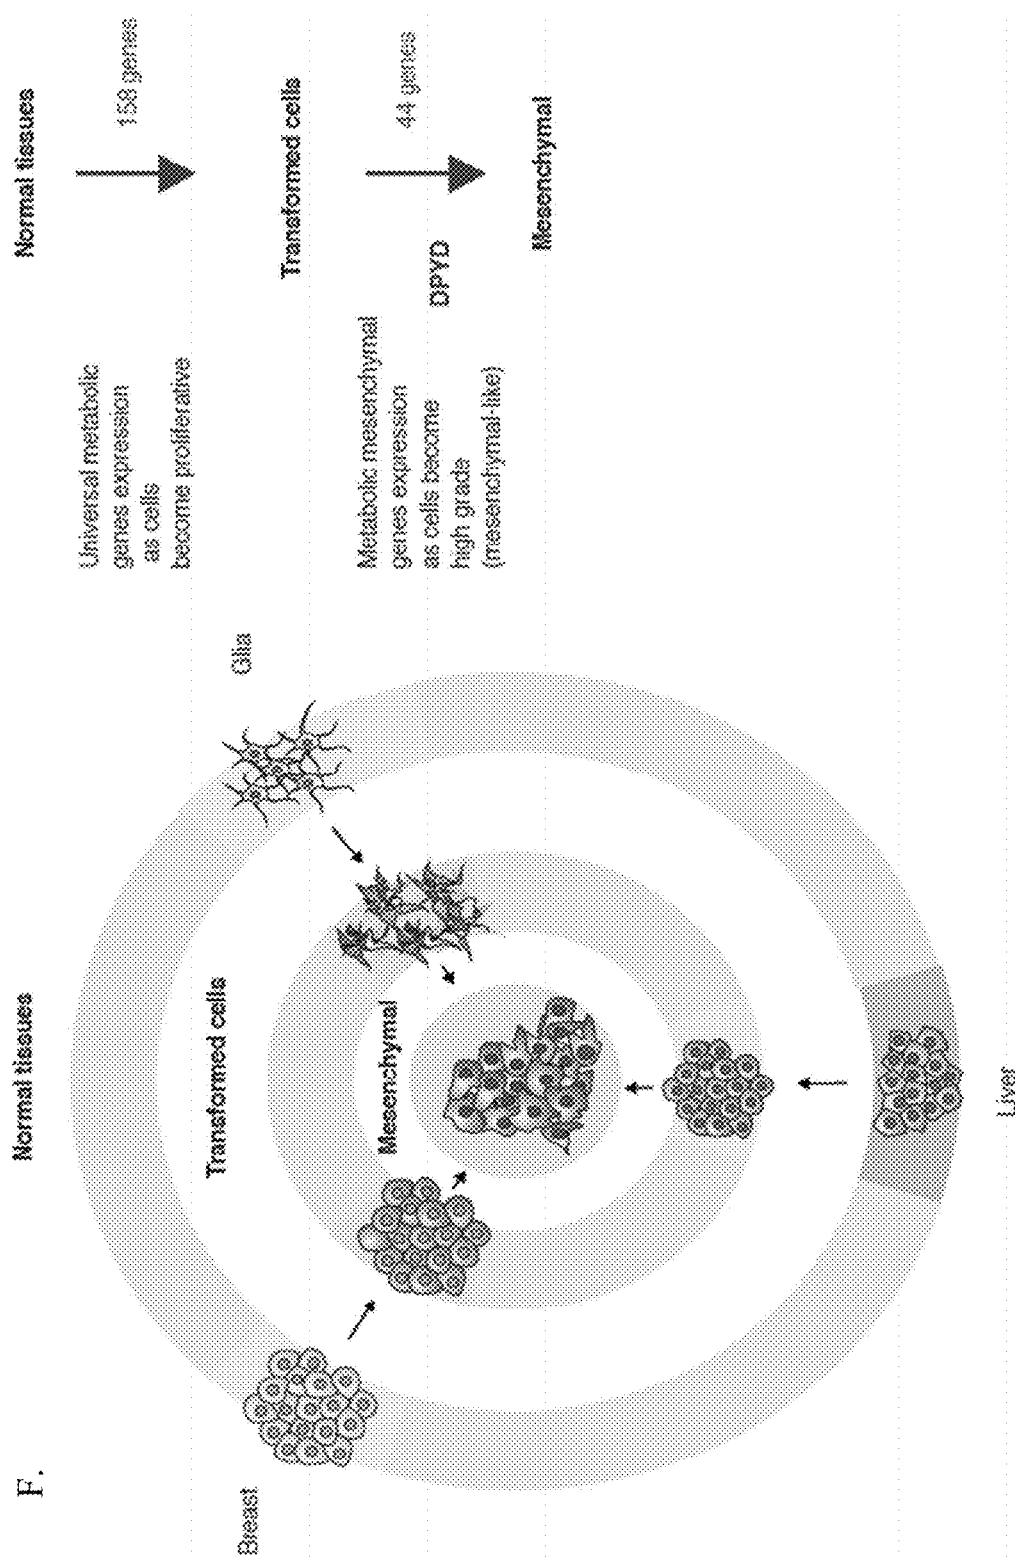 F.
Normal tissues
Breast
Transformed cells
Glia
Mesenchymal
Liver
Normal tissues
Universal metabolic
genes expression
as cells
become proliferative
158 genes
Transformed cells
Metabolic mesenchymal
genes expression
as cells become
high grade
(mesenchymal-like)
DPYD
44 genes
Mesenchymal